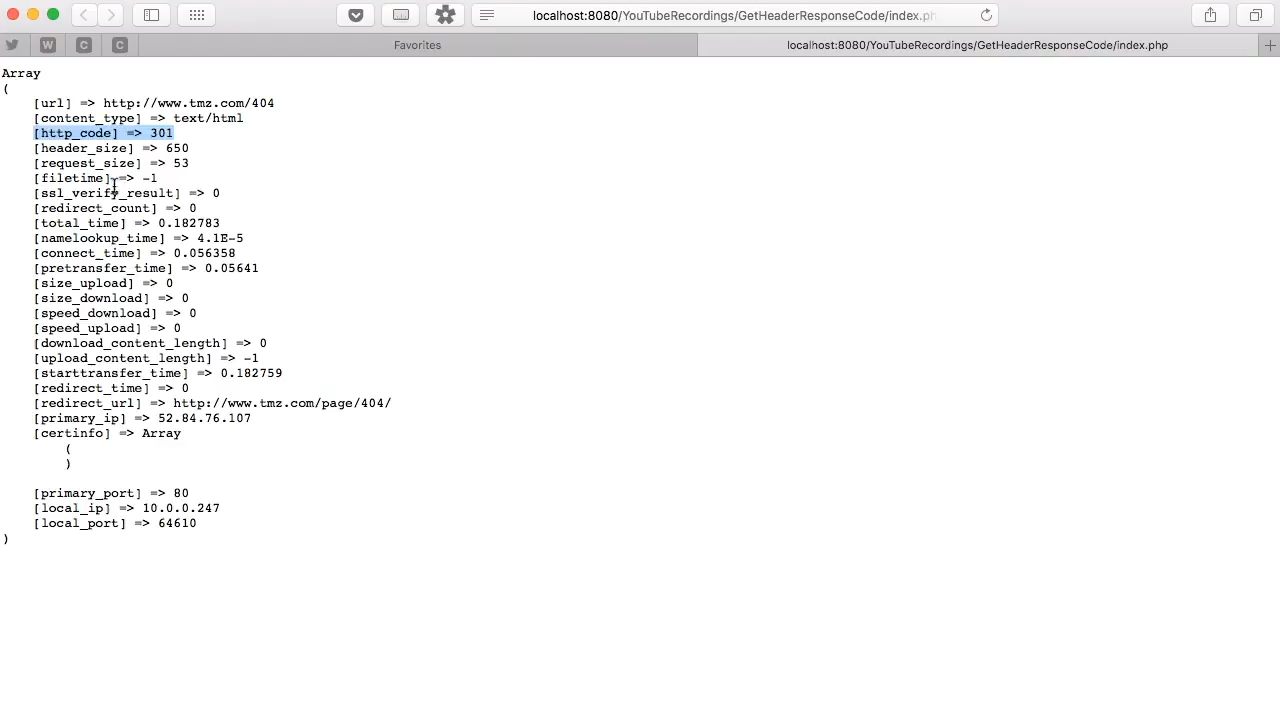 localhost:8080/YouTubeRecordings/GetHeaderResponseCode/index.ph
W C C Favorites localhost:8080/YouTubeRecordings/GetHeaderResponseCode/index.php
Array
(
[url] => http://www.tmz.com/404
[content_type] => text/html
[http_code] => 301
[header_size] => 650
[request_size] => 53
[filetime] => -1
[ssl_verify_result] => 0
[redirect_count] => 0
[total_time] => 0.182783
[namelookup_time] => 4.1E-5
[connect_time] => 0.056358
[pretransfer_time] => 0.05641
[size_upload] => 0
[size_download] => 0
[speed_download] => 0
[speed_upload] => 0
[download_content_length] => 0
[upload_content_length] => -1
[starttransfer_time] => 0.182759
[redirect_time] => 0
[redirect_url] => http://www.tmz.com/page/404/
[primary_ip] => 52.84.76.107
[certinfo] => Array
(
)
[primary_port] => 80
[local_ip] => 10.0.0.247
[local_port] => 64610
)